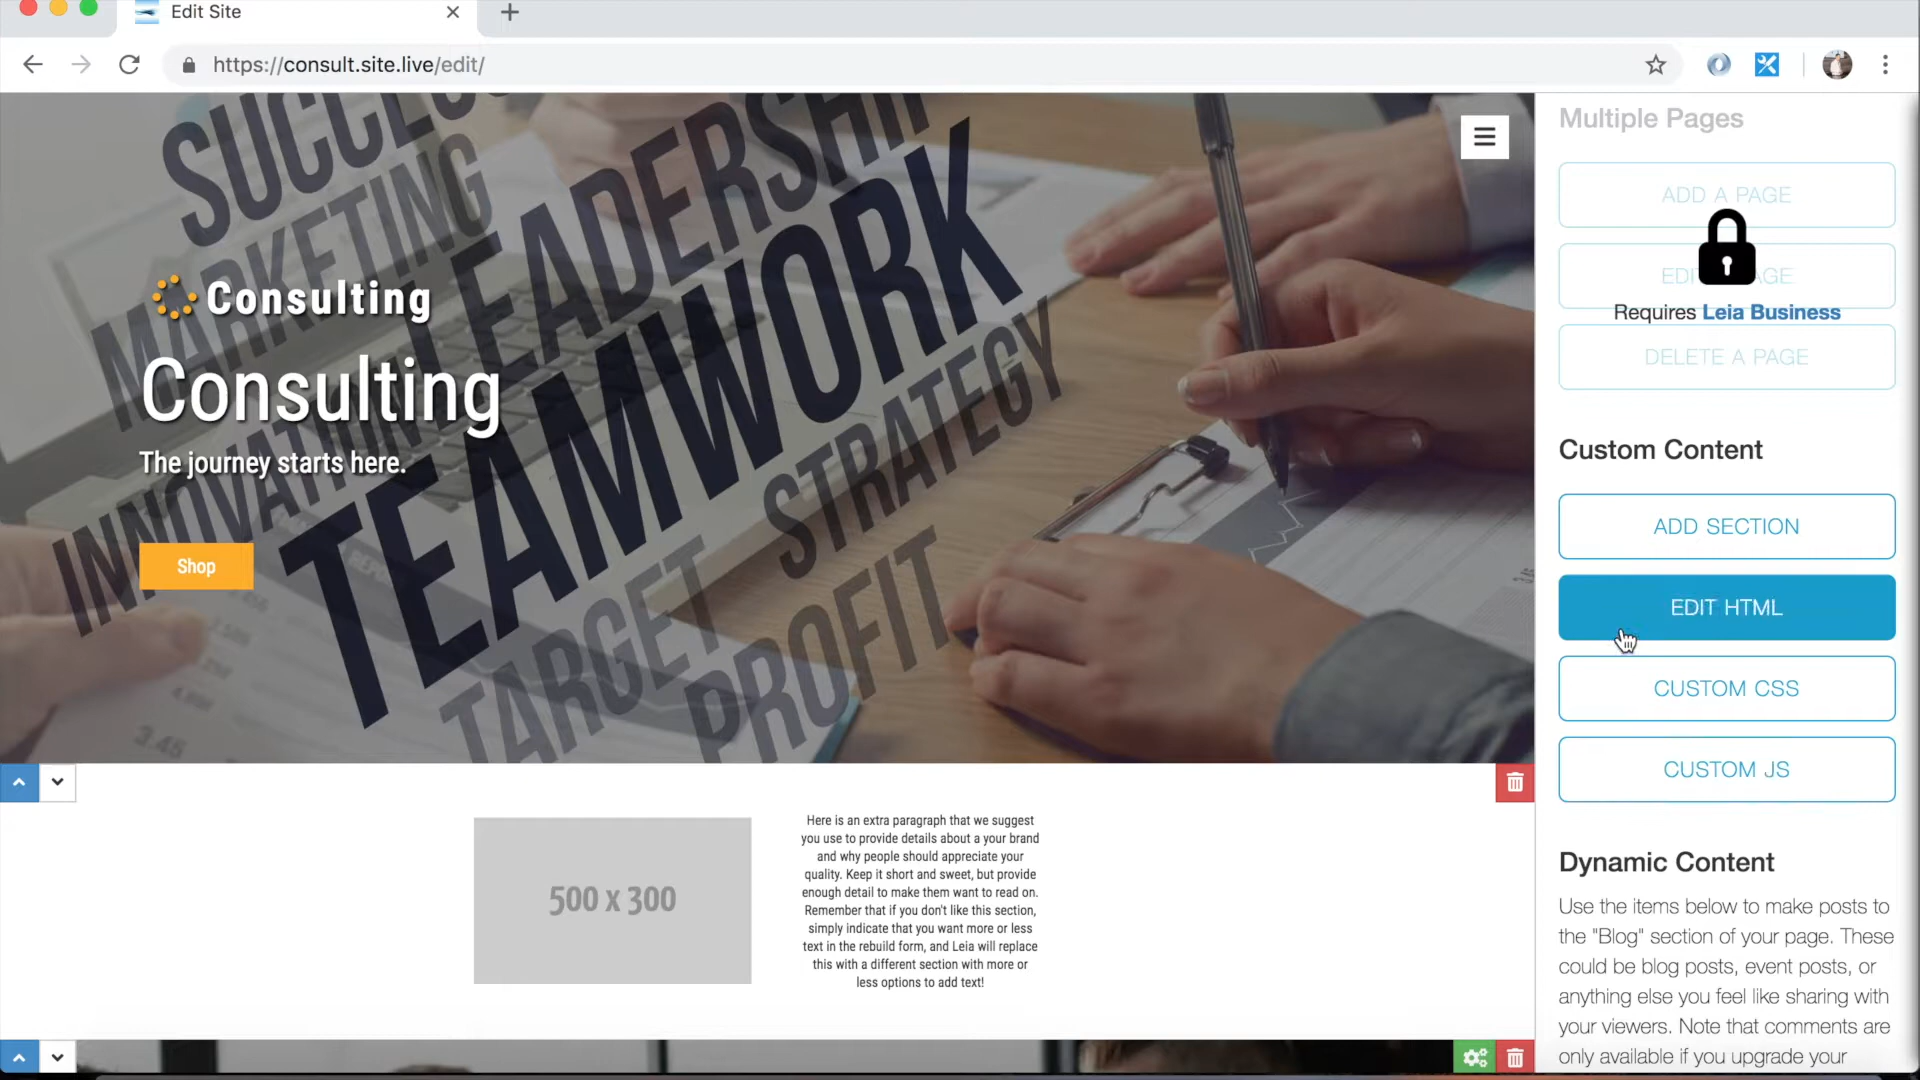 Edit Site
https://consult.site.live/edit/
SUCCESS
MARKETING
LEADERSHIP
INNOVATION
TEAMWORK
STRATEGY
TARGET
PROFIT
Consulting
Consulting
The journey starts here.
Shop
3.45
Here is an extra paragraph that we suggest
you use to provide details about a your brand
and why people should appreciate your
quality. Keep it short and sweet, but provide
enough detail to make them want to read on.
Remember that if you don't like this section,
simply indicate that you want more or less
text in the rebuild form, and Leia will replace
this with a different section with more or
less options to add text!
500 x 300
Multiple Pages
ADD A PAGE
Requires Leia Business
DELETE A PAGE
Custom Content
ADD SECTION
EDIT HTML
CUSTOM CSS
CUSTOM JS
Dynamic Content
Use the items below to make posts to
the "Blog" section of your page. These
could be blog posts, event posts, or
anything else you feel like sharing with
your viewers. Note that comments are
only available if you upgrade your